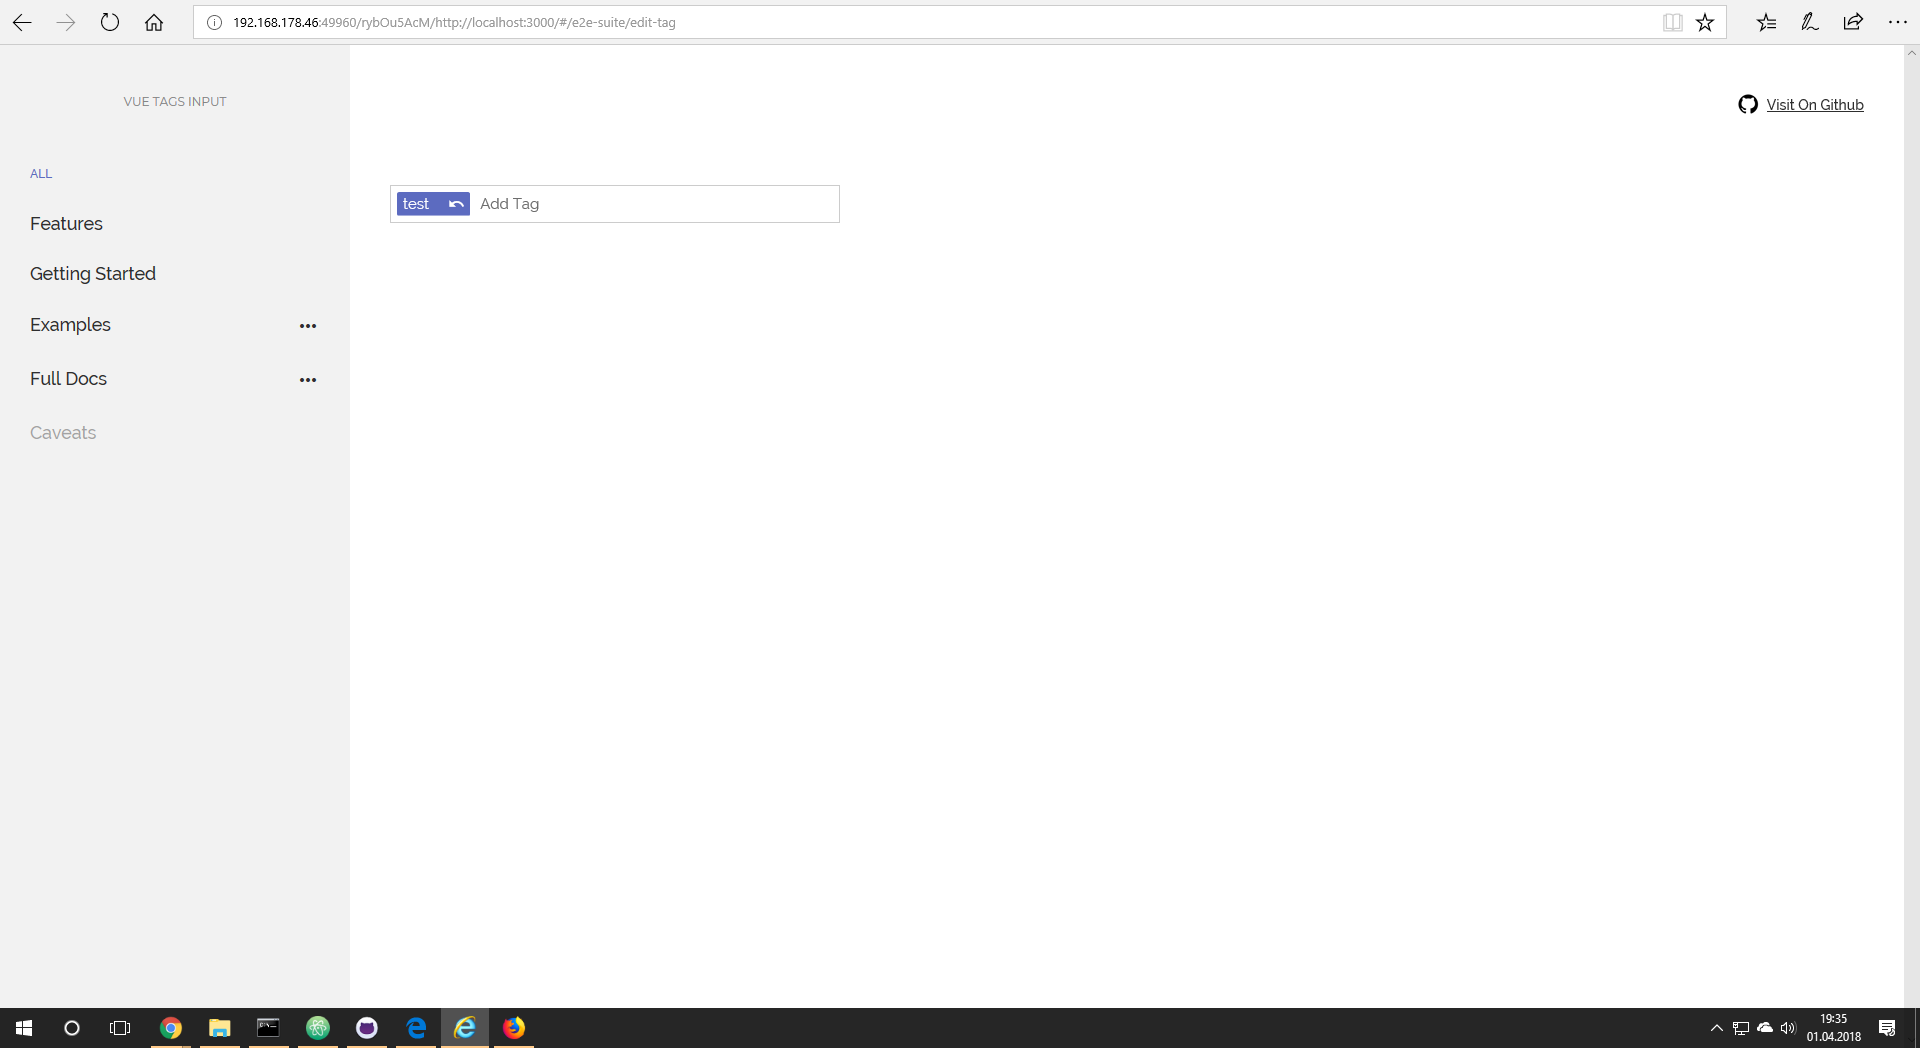 192.168.178.46:49960/rybOu5AcM/http://localhost:3000/#/e2e-suite/edit-tag
VUE TAGS INPUT
Visit On Github
ALL
test
Add Tag
Features
Getting Started
Examples
Full Docs
Caveats
19:35
01.04.2018